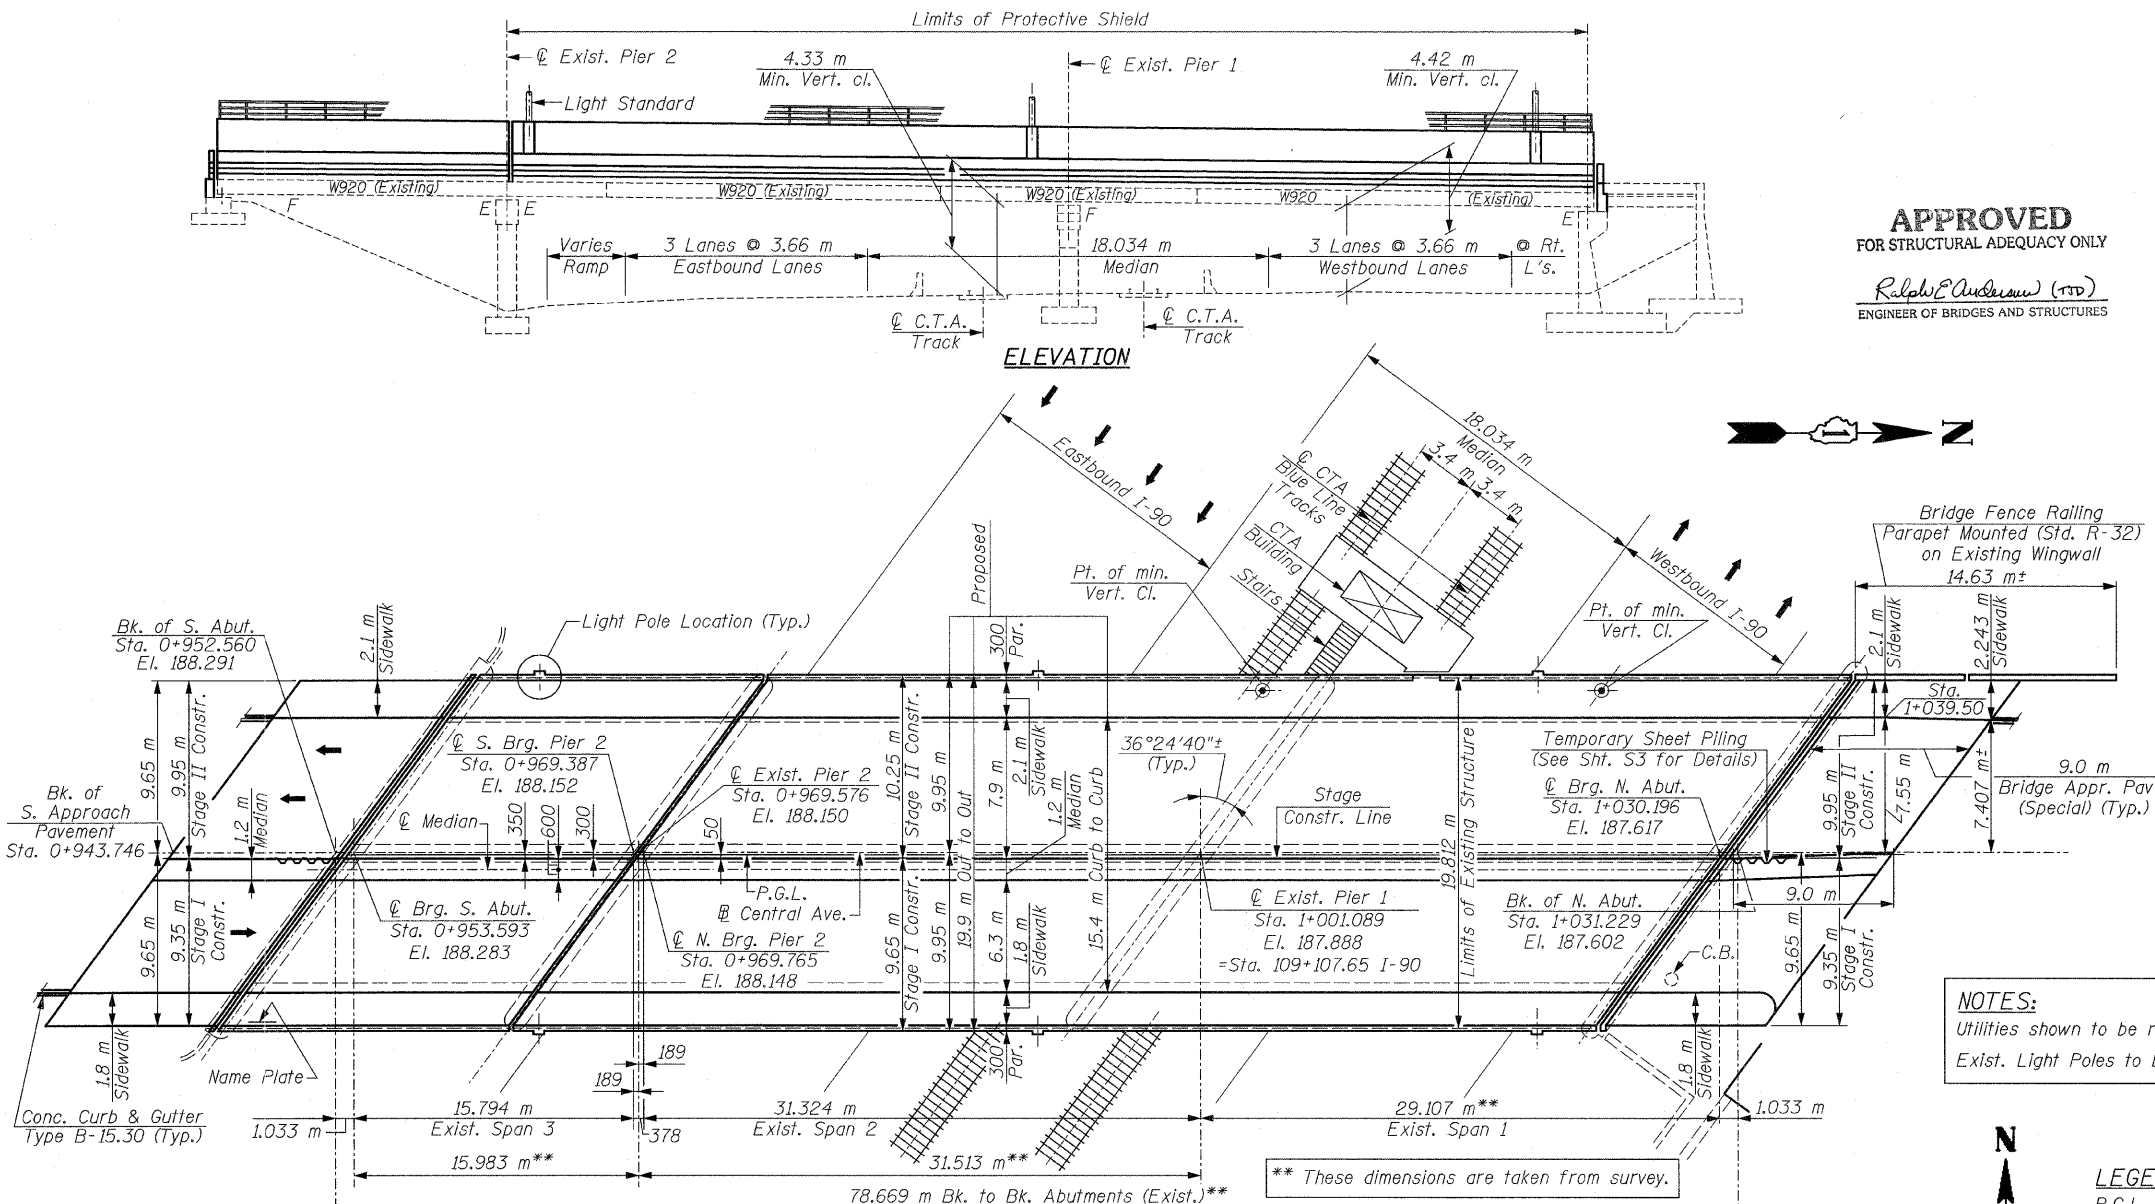 Limits of Protective Shield
℄ Exist. Pier 2
4.33 m
Min. Vert. cl.
℄ Exist. Pier 1
4.42 m
Min. Vert. cl.
Light Standard
W920 (Existing)
W920 (Existing)
W920 (Existing)
W920
(Existing)
F
E
E
F
E
Varies
Ramp
3 Lanes @ 3.66 m
Eastbound Lanes
18.034 m
Median
3 Lanes @ 3.66 m
Westbound Lanes
@ Rt.
L's.
℄ C.T.A.
Track
℄ C.T.A.
Track
ELEVATION
APPROVED
FOR STRUCTURAL ADEQUACY ONLY
Ralph E Anderson (TJD)
ENGINEER OF BRIDGES AND STRUCTURES
N
Eastbound I-90
18.034 m
Median
3.4 m
3.4 m
℄ CTA
Blue Line
Tracks
CTA
Building
Stairs
Westbound I-90
Bridge Fence Railing
Parapet Mounted (Std. R-32)
on Existing Wingwall
14.63 m±
Proposed
Pt. of min.
Vert. Cl.
Pt. of min.
Vert. Cl.
Light Pole Location (Typ.)
Bk. of S. Abut.
Sta. 0+952.560
El. 188.291
2.1 m
Sidewalk
300
Par.
2.1 m
Sidewalk
2.243 m
Sidewalk
Sta.
1+039.50
9.65 m
9.95 m
Stage II Constr.
1.2 m
Median
℄ S. Brg. Pier 2
Sta. 0+969.387
El. 188.152
℄ Exist. Pier 2
Sta. 0+969.576
El. 188.150
10.25 m
Stage II Constr.
9.95 m
7.9 m
2.1 m
Sidewalk
1.2 m
Median
36°24'40"±
(Typ.)
Temporary Sheet Piling
(See Sht. S3 for Details)
℄ Brg. N. Abut.
Sta. 1+030.196
El. 187.617
9.95 m
Stage II
Constr.
7.55 m
7.407 m±
9.0 m
Bridge Appr. Pav
(Special) (Typ.)
Bk. of
S. Approach
Pavement
Sta. 0+943.746
℄ Median
350
600
300
50
Stage
Constr. Line
P.G.L.
℔ Central Ave.
19.9 m Out to Out
15.4 m Curb to Curb
19.812 m
Limits of Existing Structure
9.65 m
9.35 m
Stage I
Constr.
℄ Brg. S. Abut.
Sta. 0+953.593
El. 188.283
℄ N. Brg. Pier 2
Sta. 0+969.765
El. 188.148
9.65 m
Stage I Constr.
9.95 m
6.3 m
1.8 m
Sidewalk
℄ Exist. Pier 1
Sta. 1+001.089
El. 187.888
=Sta. 109+107.65 I-90
Bk. of N. Abut.
Sta. 1+031.229
El. 187.602
9.0 m
C.B.
9.65 m
9.35 m
Stage I
Constr.
NOTES:
Utilities shown to be r
Exist. Light Poles to
1.8 m
Sidewalk
Name Plate
189
189
300
Par.
1.8 m
Sidewalk
Conc. Curb & Gutter
Type B-15.30 (Typ.)
1.033 m
15.794 m
Exist. Span 3
378
31.324 m
Exist. Span 2
29.107 m**
Exist. Span 1
1.033 m
15.983 m**
31.513 m**
** These dimensions are taken from survey.
78.669 m Bk. to Bk. Abutments (Exist.)**
N
LEGE